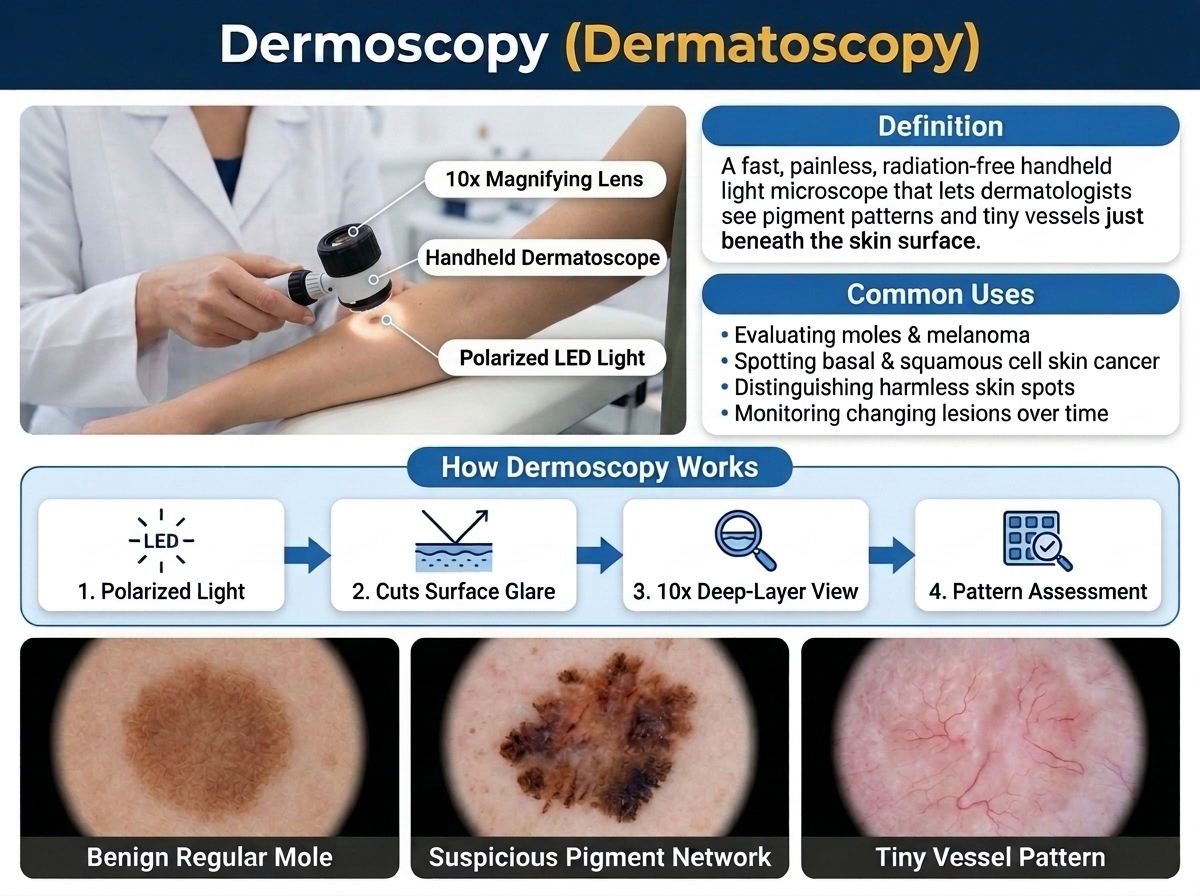 Dermoscopy (Dermatoscopy)
10x Magnifying Lens
Handheld Dermatoscope
Polarized LED Light
Definition
A fast, painless, radiation-free handheld
light microscope that lets dermatologists
see pigment patterns and tiny vessels just
beneath the skin surface.
Common Uses
• Evaluating moles & melanoma
• Spotting basal & squamous cell skin cancer
• Distinguishing harmless skin spots
• Monitoring changing lesions over time
How Dermoscopy Works
LED
1. Polarized Light
2. Cuts Surface Glare
3. 10x Deep-Layer View
4. Pattern Assessment
Benign Regular Mole
Suspicious Pigment Network
Tiny Vessel Pattern